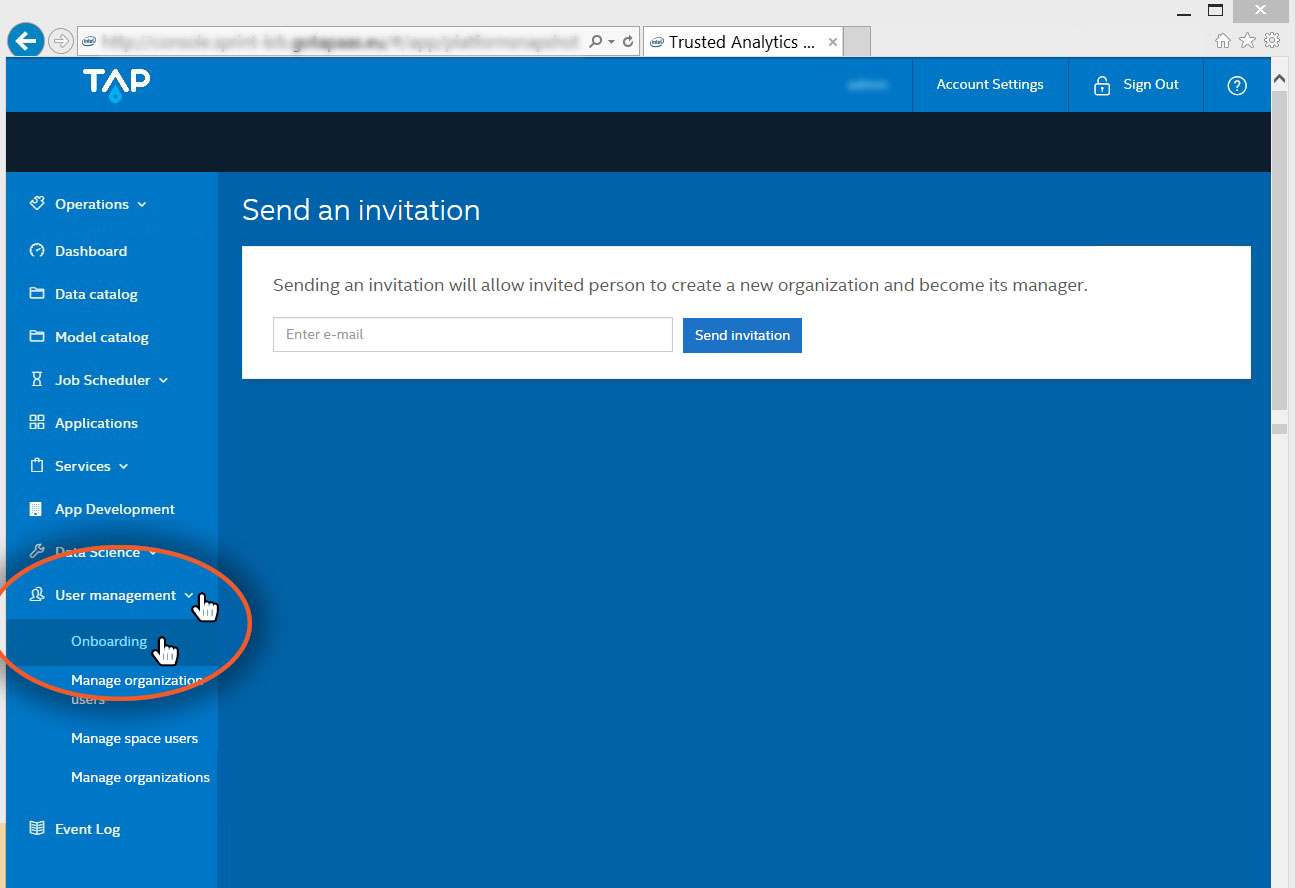 Trusted Analytics ...
TAP
Account Settings
Sign Out
Operations
Send an invitation
Dashboard
Sending an invitation will allow invited person to create a new organization and become its manager.
Data catalog
Enter e-mail
Send invitation
Model catalog
Job Scheduler
Applications
Services
App Development
Data Science
User management
Onboarding
Manage organization
users
Manage space users
Manage organizations
Event Log